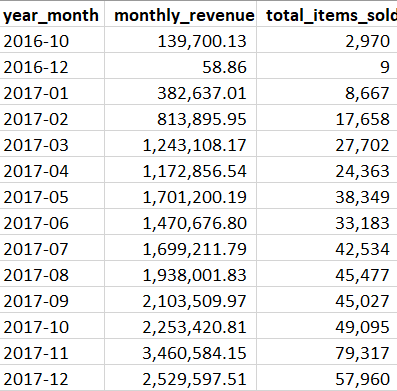 year_month monthly_revenue total_items_sold
2016-10 139,700.13 2,970
2016-12 58.86 9
2017-01 382,637.01 8,667
2017-02 813,895.95 17,658
2017-03 1,243,108.17 27,702
2017-04 1,172,856.54 24,363
2017-05 1,701,200.19 38,349
2017-06 1,470,676.80 33,183
2017-07 1,699,211.79 42,534
2017-08 1,938,001.83 45,477
2017-09 2,103,509.97 45,027
2017-10 2,253,420.81 49,095
2017-11 3,460,584.15 79,317
2017-12 2,529,597.51 57,960